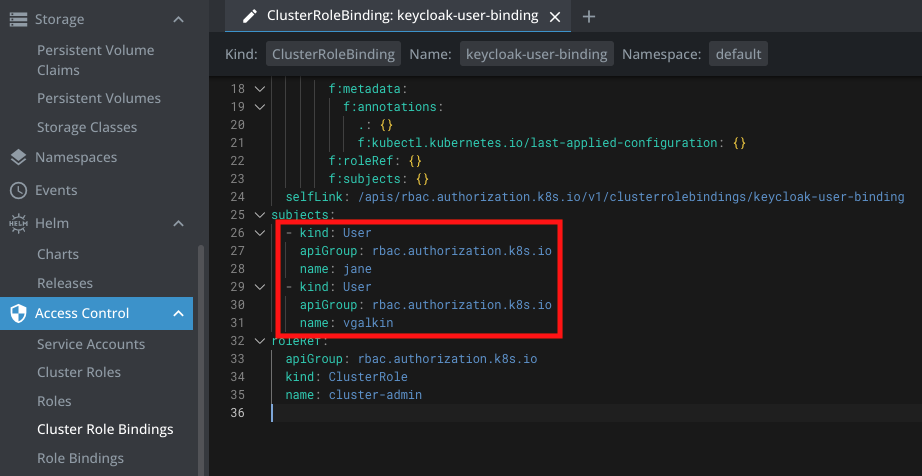 Storage
Persistent Volume
Claims
Persistent Volumes
Storage Classes
Namespaces
Events
HELM Helm
Charts
Releases
Access Control
Service Accounts
Cluster Roles
Roles
Cluster Role Bindings
Role Bindings
ClusterRoleBinding: keycloak-user-binding
Kind: ClusterRoleBinding Name: keycloak-user-binding Namespace: default
18 f:metadata:
19 f:annotations:
20 .: {}
21 f:kubectl.kubernetes.io/last-applied-configuration: {}
22 f:roleRef: {}
23 f:subjects: {}
24 selfLink: /apis/rbac.authorization.k8s.io/v1/clusterrolebindings/keycloak-user-binding
25 subjects:
26 - kind: User
27 apiGroup: rbac.authorization.k8s.io
28 name: jane
29 - kind: User
30 apiGroup: rbac.authorization.k8s.io
31 name: vgalkin
32 roleRef:
33 apiGroup: rbac.authorization.k8s.io
34 kind: ClusterRole
35 name: cluster-admin
36